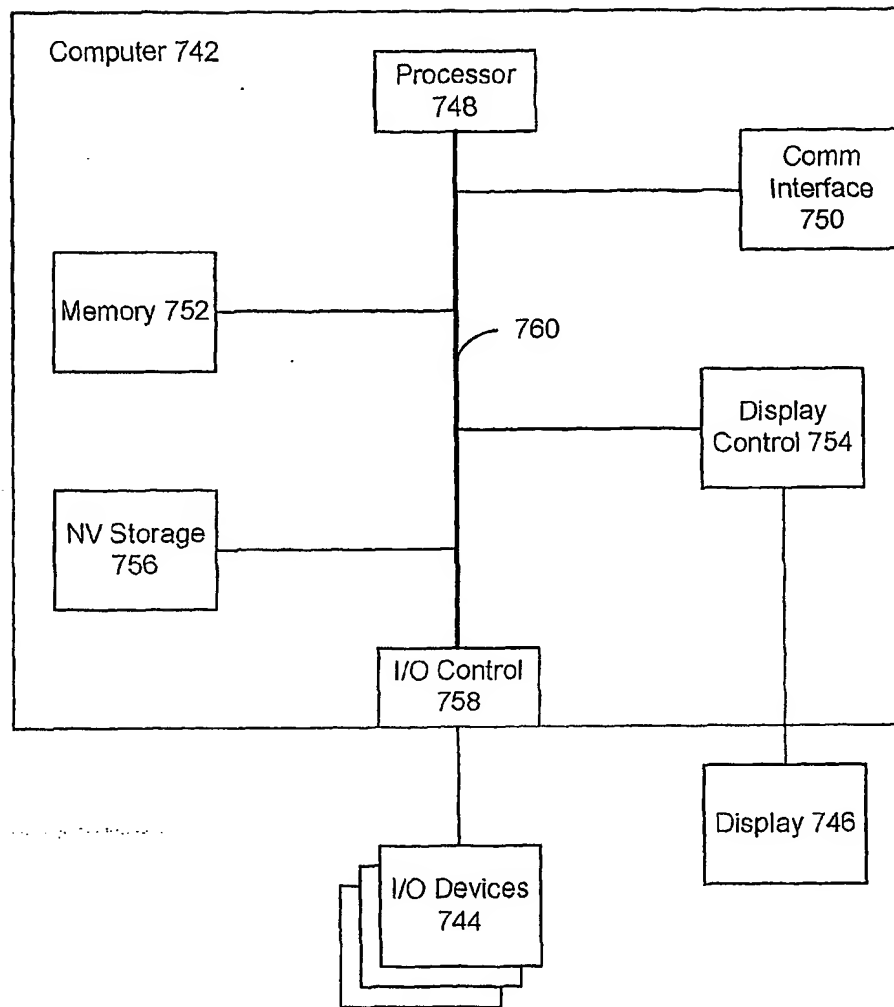 Computer 742
Processor
748
Comm
Interface
750
Memory 752
760
Display
Control 754
NV Storage
756
I/O Control
758
Display 746
I/O Devices
744